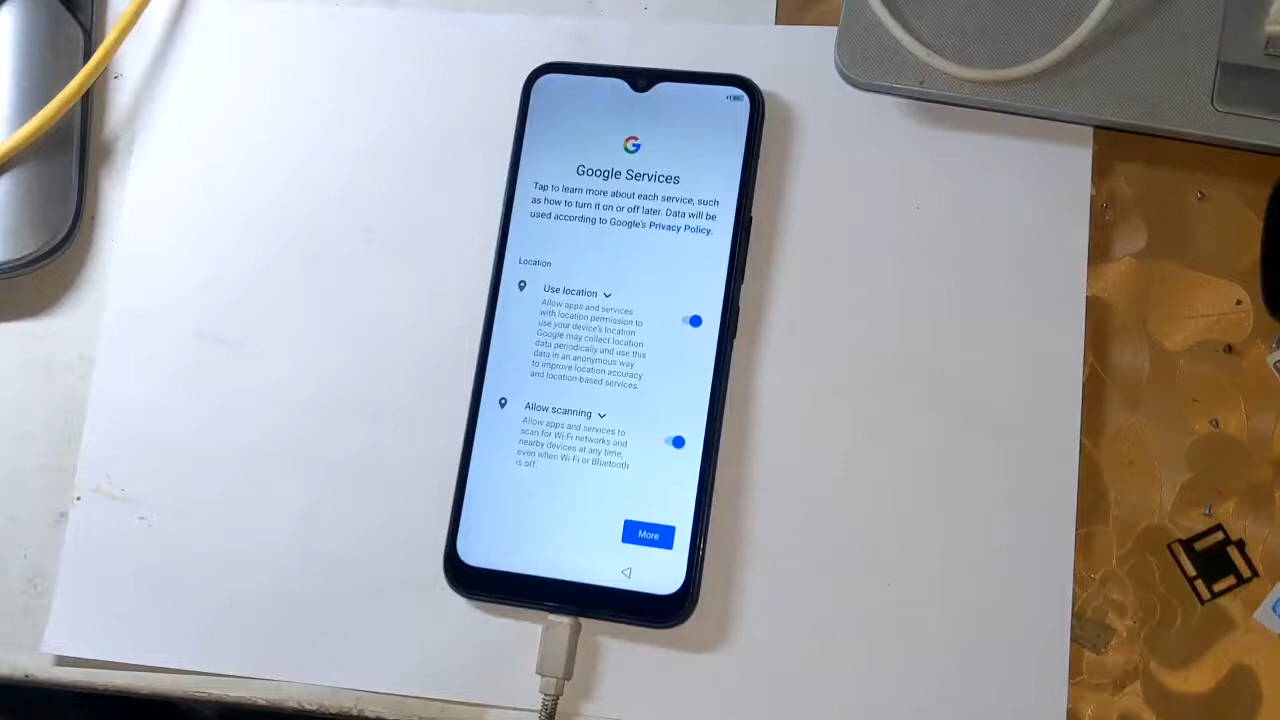 Google Services
Tap to learn more about each service, such
as how to turn it on or off later. Data will be
used according to Google's Privacy Policy.
Location
Use location
Allow apps and services
with location permission to
use your device's location
Google may collect location
data periodically and use this
data in an anonymous way
to improve location accuracy
and location-based services.
Allow scanning
Allow apps and services to
scan for Wi-Fi networks and
nearby devices at any time,
even when Wi-Fi or Bluetooth
is off.
More